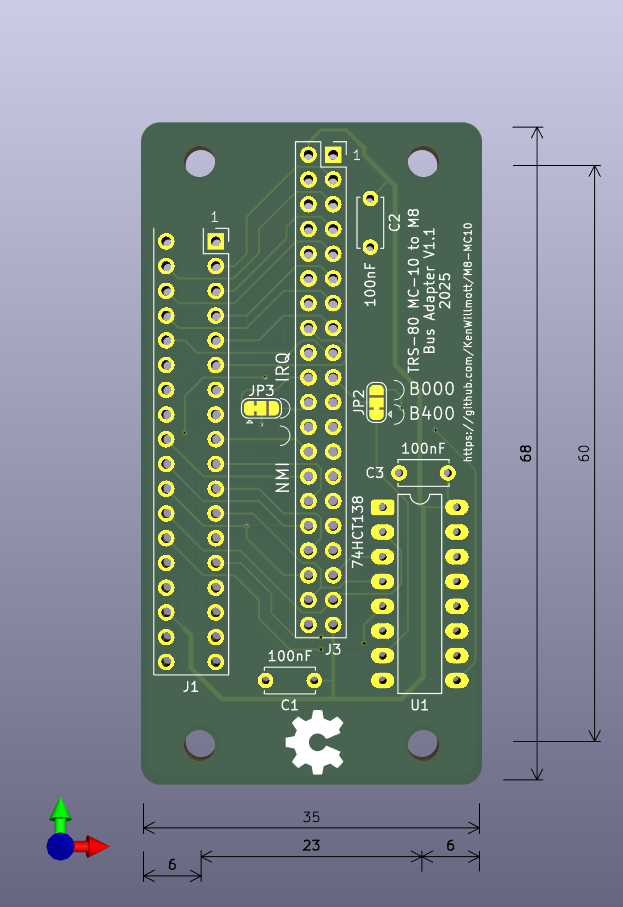 1
1
C2
100nF
TRS-80 MC-10 to M8
Bus Adapter V1.1
2025
https://github.com/KenWillmott/M8-MC10
IRQ
JP3
NMI
JP2
B000
B400
100nF
C3
74HCT138
68
60
J3
100nF
J1
C1
U1
35
23
6
6